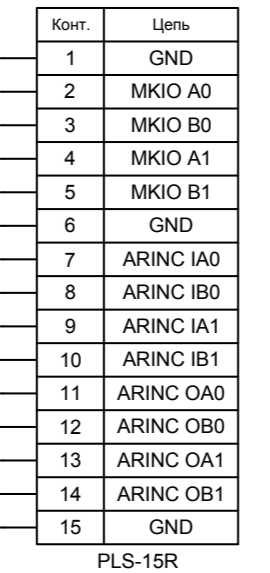 Конт. Цепь
1 GND
2 MKIO A0
3 MKIO B0
4 MKIO A1
5 MKIO B1
6 GND
7 ARINC IA0
8 ARINC IB0
9 ARINC IA1
10 ARINC IB1
11 ARINC OA0
12 ARINC OB0
13 ARINC OA1
14 ARINC OB1
15 GND
PLS-15R